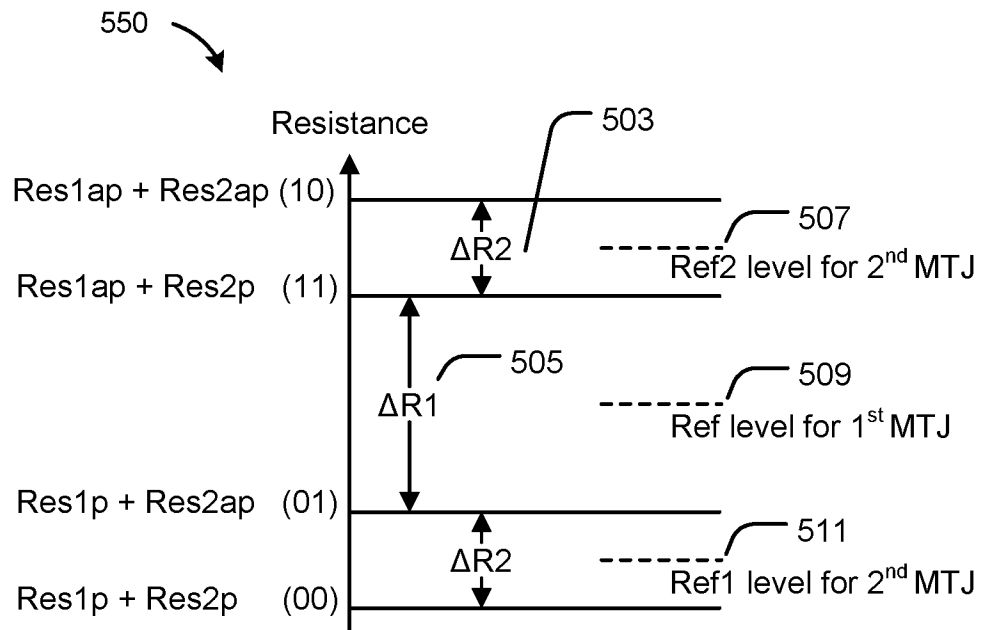 550
Resistance
503
Res1ap + Res2ap (10)
507
ΔR2
Ref2 level for 2nd MTJ
Res1ap + Res2p (11)
505
509
ΔR1
Ref level for 1st MTJ
Res1p + Res2ap (01)
511
ΔR2
Ref1 level for 2nd MTJ
Res1p + Res2p (00)